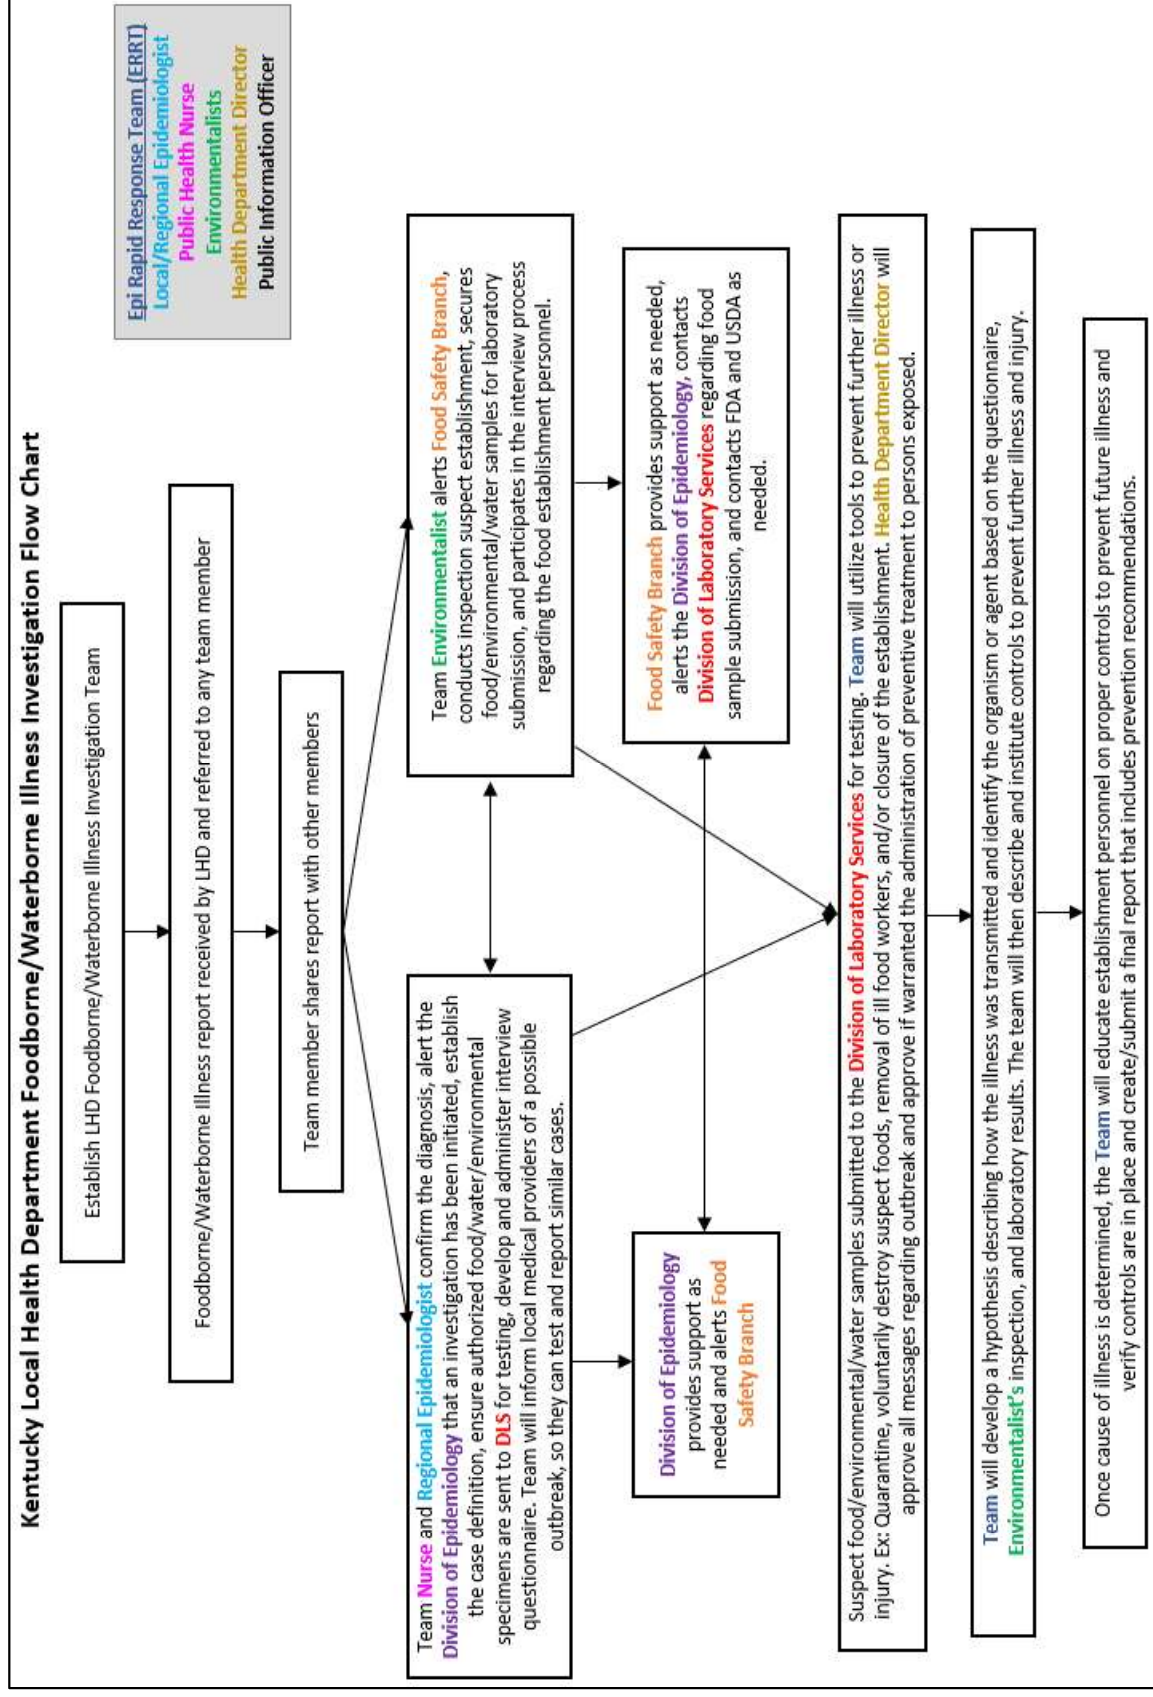 Kentucky Local Health Department Foodborne/Waterborne Illness Investigation Flow Chart
Epi Rapid Response Team (ERRT)
Local/Regional Epidemiologist
Public Health Nurse
Environmentalists
Health Department Director
Public Information Officer
Establish LHD Foodborne/Waterborne Illness Investigation Team
Foodborne/Waterborne Illness report received by LHD and referred to any team member
Team member shares report with other members
Team Nurse and Regional Epidemiologist confirm the diagnosis, alert the
Division of Epidemiology that an investigation has been initiated, establish
the case definition, ensure authorized food/water/environmental
specimens are sent to DLS for testing, develop and administer interview
questionnaire. Team will inform local medical providers of a possible
outbreak, so they can test and report similar cases.
Team Environmentalist alerts Food Safety Branch,
conducts inspection suspect establishment, secures
food/environmental/water samples for laboratory
submission, and participates in the interview process
regarding the food establishment personnel.
Division of Epidemiology
provides support as
needed and alerts Food
Safety Branch
Food Safety Branch provides support as needed,
alerts the Division of Epidemiology, contacts
Division of Laboratory Services regarding food
sample submission, and contacts FDA and USDA as
needed.
Suspect food/environmental/water samples submitted to the Division of Laboratory Services for testing. Team will utilize tools to prevent further illness or
injury. Ex: Quarantine, voluntarily destroy suspect foods, removal of ill food workers, and/or closure of the establishment. Health Department Director will
approve all messages regarding outbreak and approve if warranted the administration of preventive treatment to persons exposed.
Team will develop a hypothesis describing how the illness was transmitted and identify the organism or agent based on the questionnaire,
Environmentalist's inspection, and laboratory results. The team will then describe and institute controls to prevent further illness and injury.
Once cause of illness is determined, the Team will educate establishment personnel on proper controls to prevent future illness and
verify controls are in place and create/submit a final report that includes prevention recommendations.